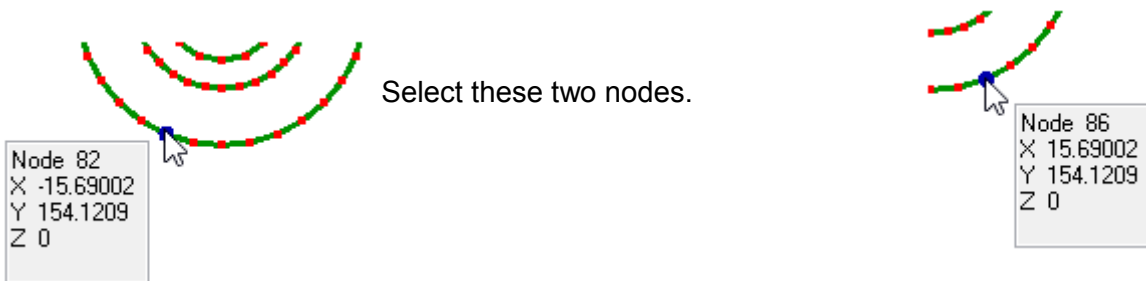 Select these two nodes.
Node 82
X -15.69002
Y 154.1209
Z 0
Node 86
X 15.69002
Y 154.1209
Z 0